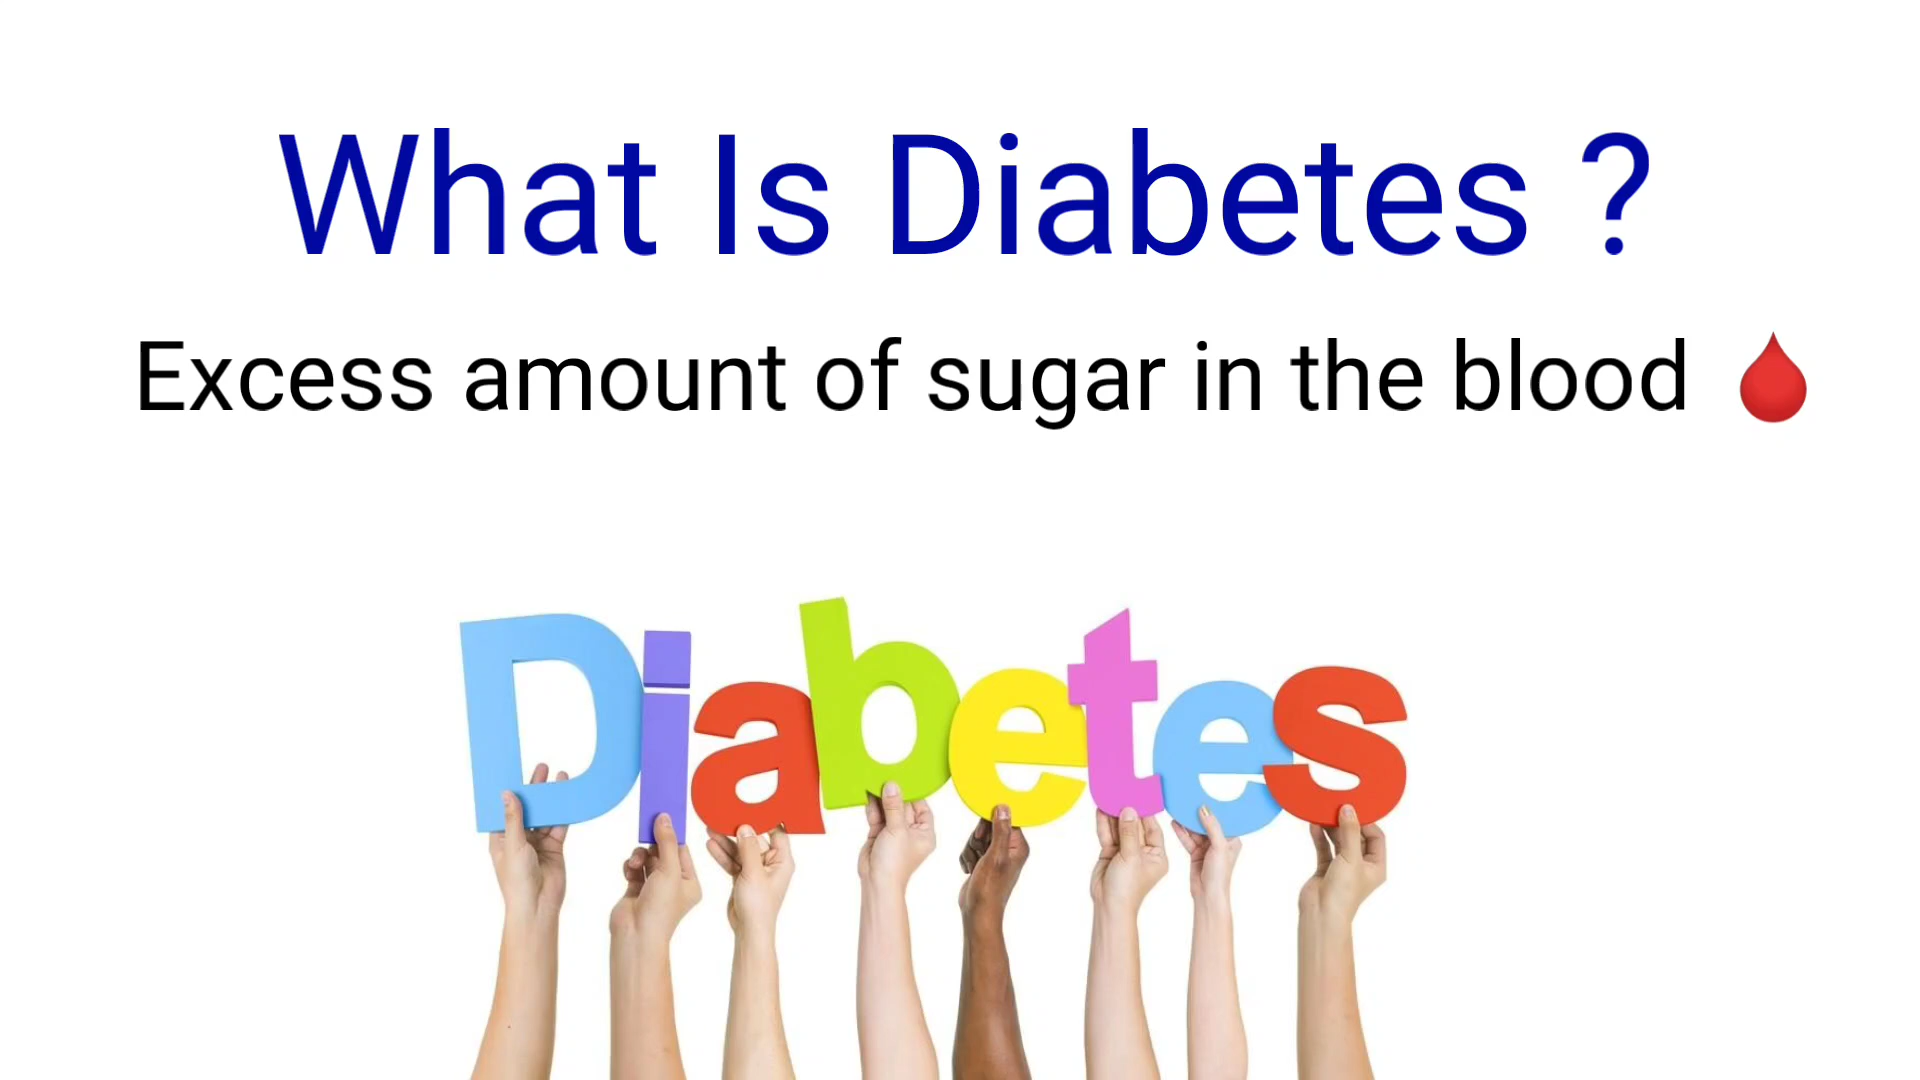 What Is Diabetes ?
Excess amount of sugar in the blood 🩸
Diabetes